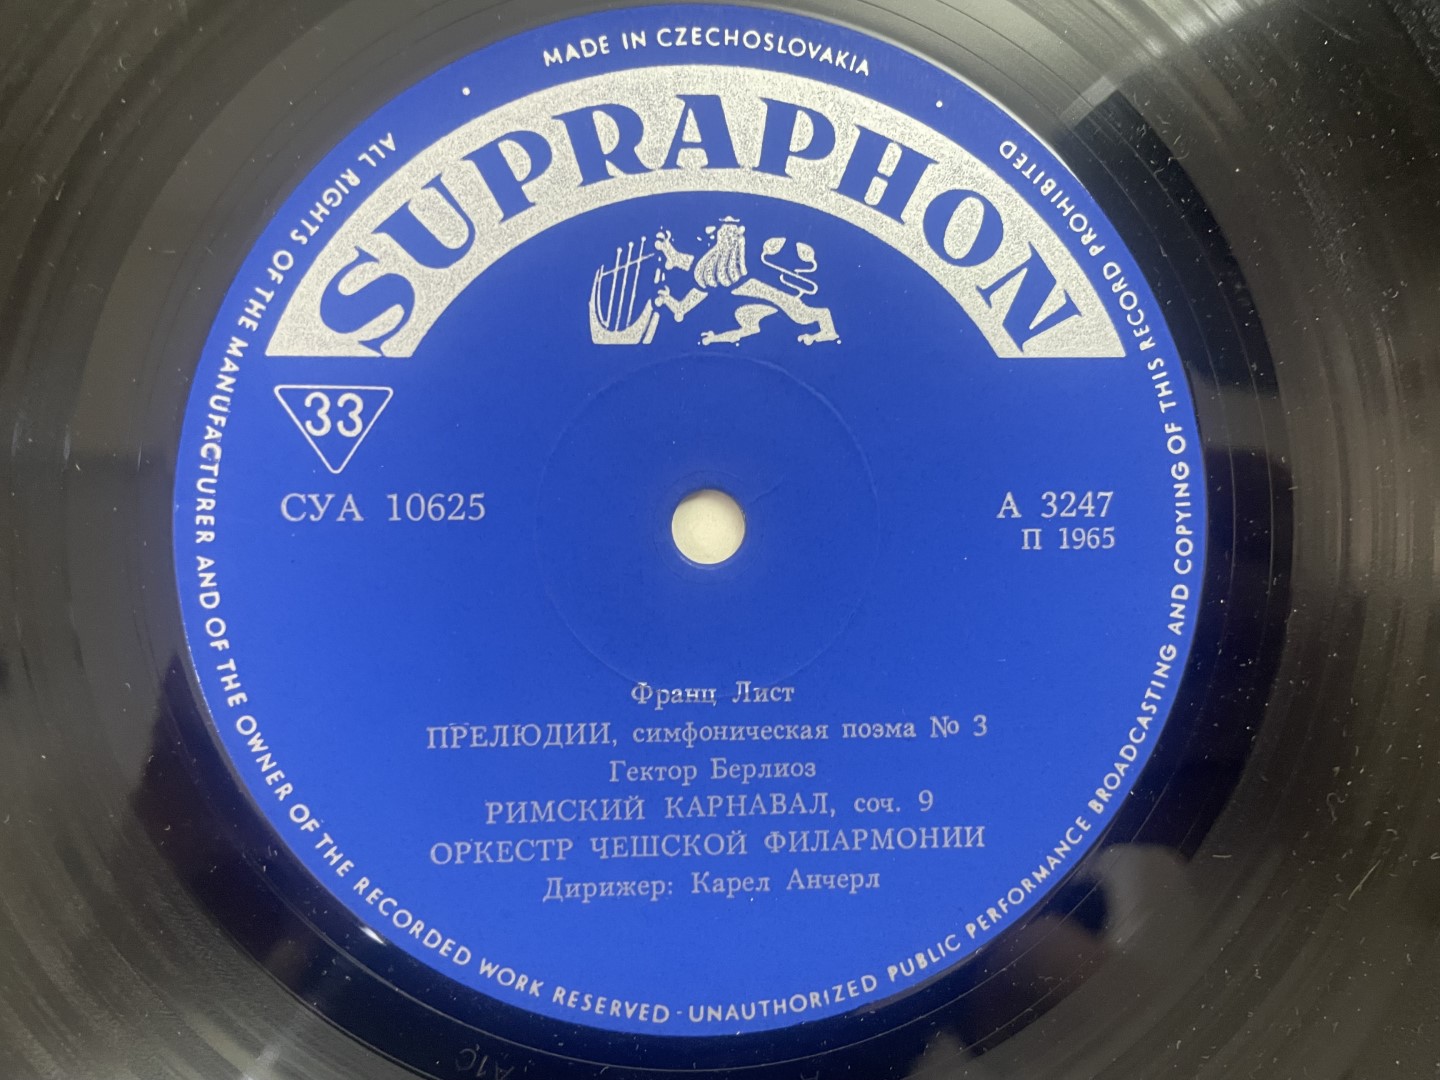 MADE IN CZECHOSLOVAKIA
SUPRAPHON
33
СУА 10625
А 3247
П 1965
Франц Лист
ПРЕЛЮДИИ, симфоническая поэма № 3
Гектор Берлиоз
РИМСКИЙ КАРНАВАЛ, соч. 9
ОРКЕСТР ЧЕШСКОЙ ФИЛАРМОНИИ
Дирижер: Карел Анчерл
ALL RIGHTS OF THE MANUFACTURER AND OF THE OWNER OF THE RECORDED WORK RESERVED · UNAUTHORIZED PUBLIC PERFORMANCE BROADCASTING AND COPYING OF THIS RECORD PROHIBITED